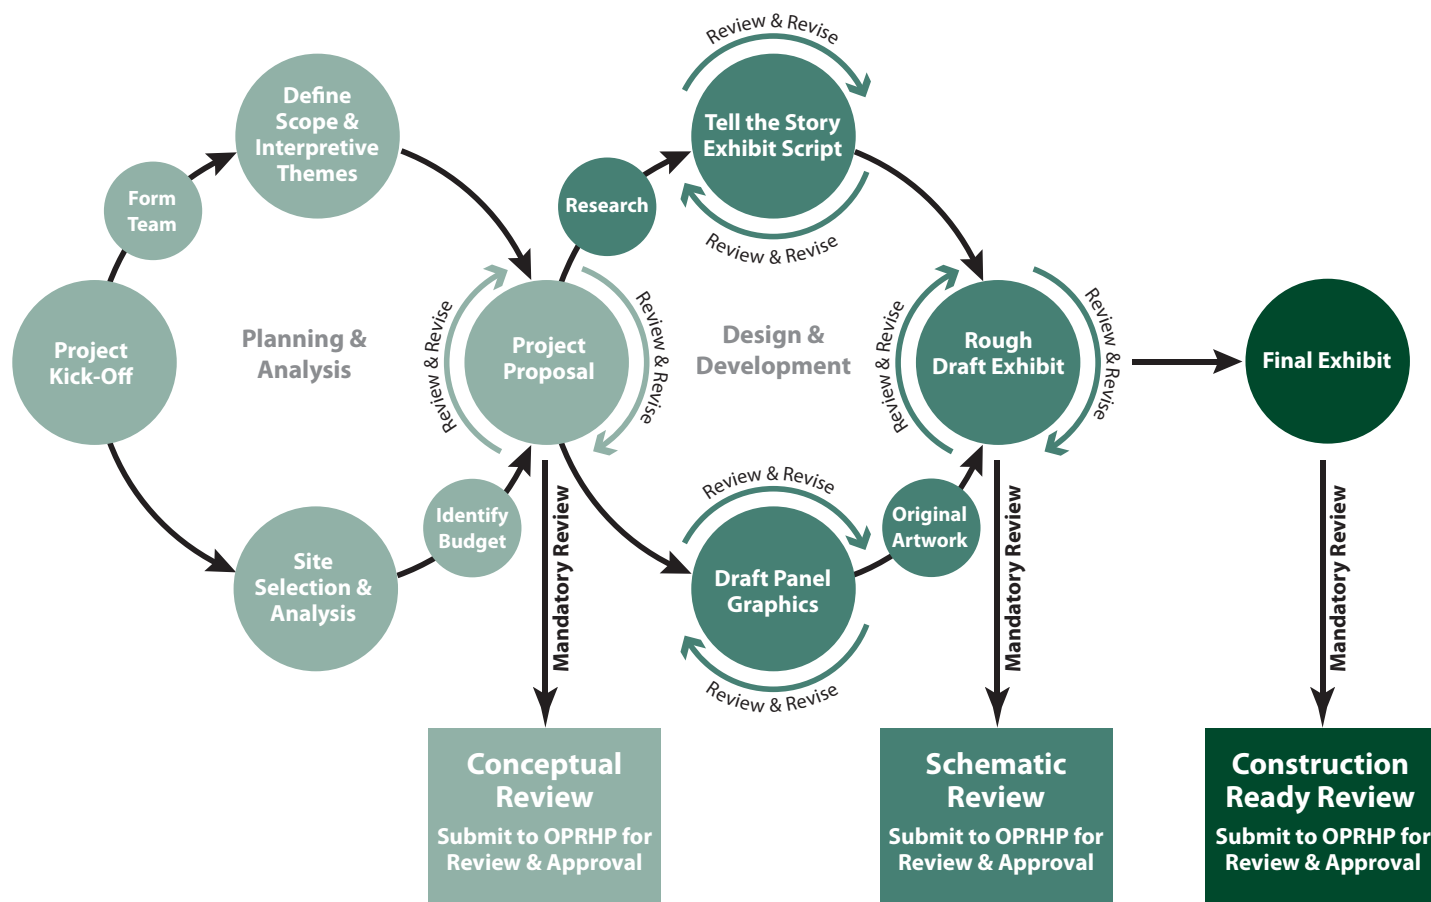 Review & Revise
Define
Scope &
Interpretive
Themes
Tell the Story
Exhibit Script
Form
Team
Research
Review & Revise
Project
Kick-Off
Planning &
Analysis
Review & Revise
Project
Proposal
Review & Revise
Design &
Development
Review & Revise
Rough
Draft Exhibit
Review & Revise
Final Exhibit
Site
Selection &
Analysis
Identify
Budget
Mandatory Review
Review & Revise
Draft Panel
Graphics
Review & Revise
Original
Artwork
Mandatory Review
Mandatory Review
Conceptual
Review
Submit to OPRHP for
Review & Approval
Schematic
Review
Submit to OPRHP for
Review & Approval
Construction
Ready Review
Submit to OPRHP for
Review & Approval